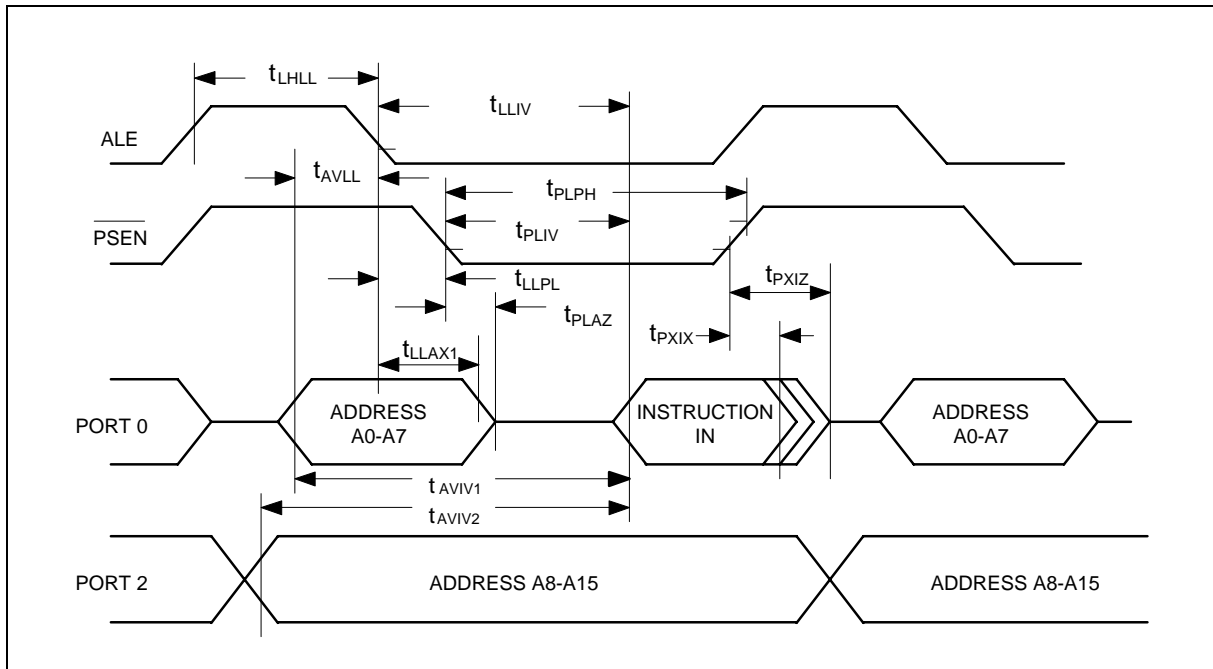 tLHLL
tLLIV
ALE
tAVLL
tPLPH
PSEN
tPLIV
tLLPL
tPXIZ
tPLAZ
tPXIX
tLLAX1
PORT 0
ADDRESS
A0-A7
INSTRUCTION
IN
ADDRESS
A0-A7
tAVIV1
tAVIV2
PORT 2
ADDRESS A8-A15
ADDRESS A8-A15